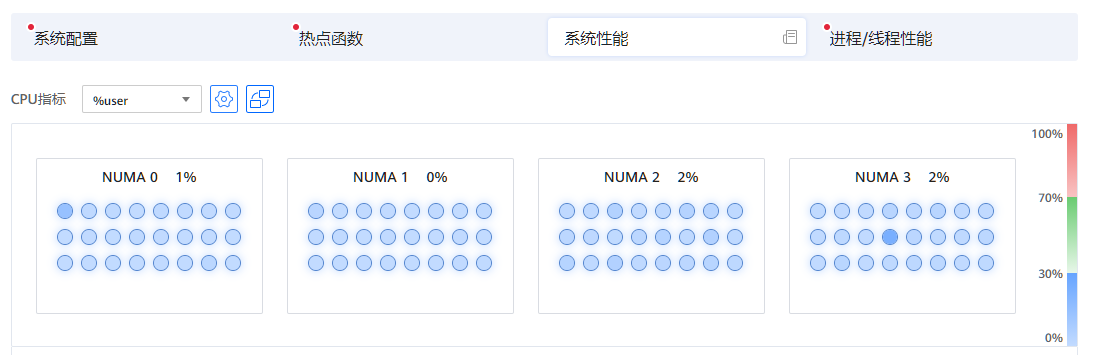 系统配置
热点函数
系统性能
进程/线程性能
CPU指标
%user
100%
NUMA 0 1%
NUMA 1 0%
NUMA 2 2%
NUMA 3 2%
70%
30%
0%